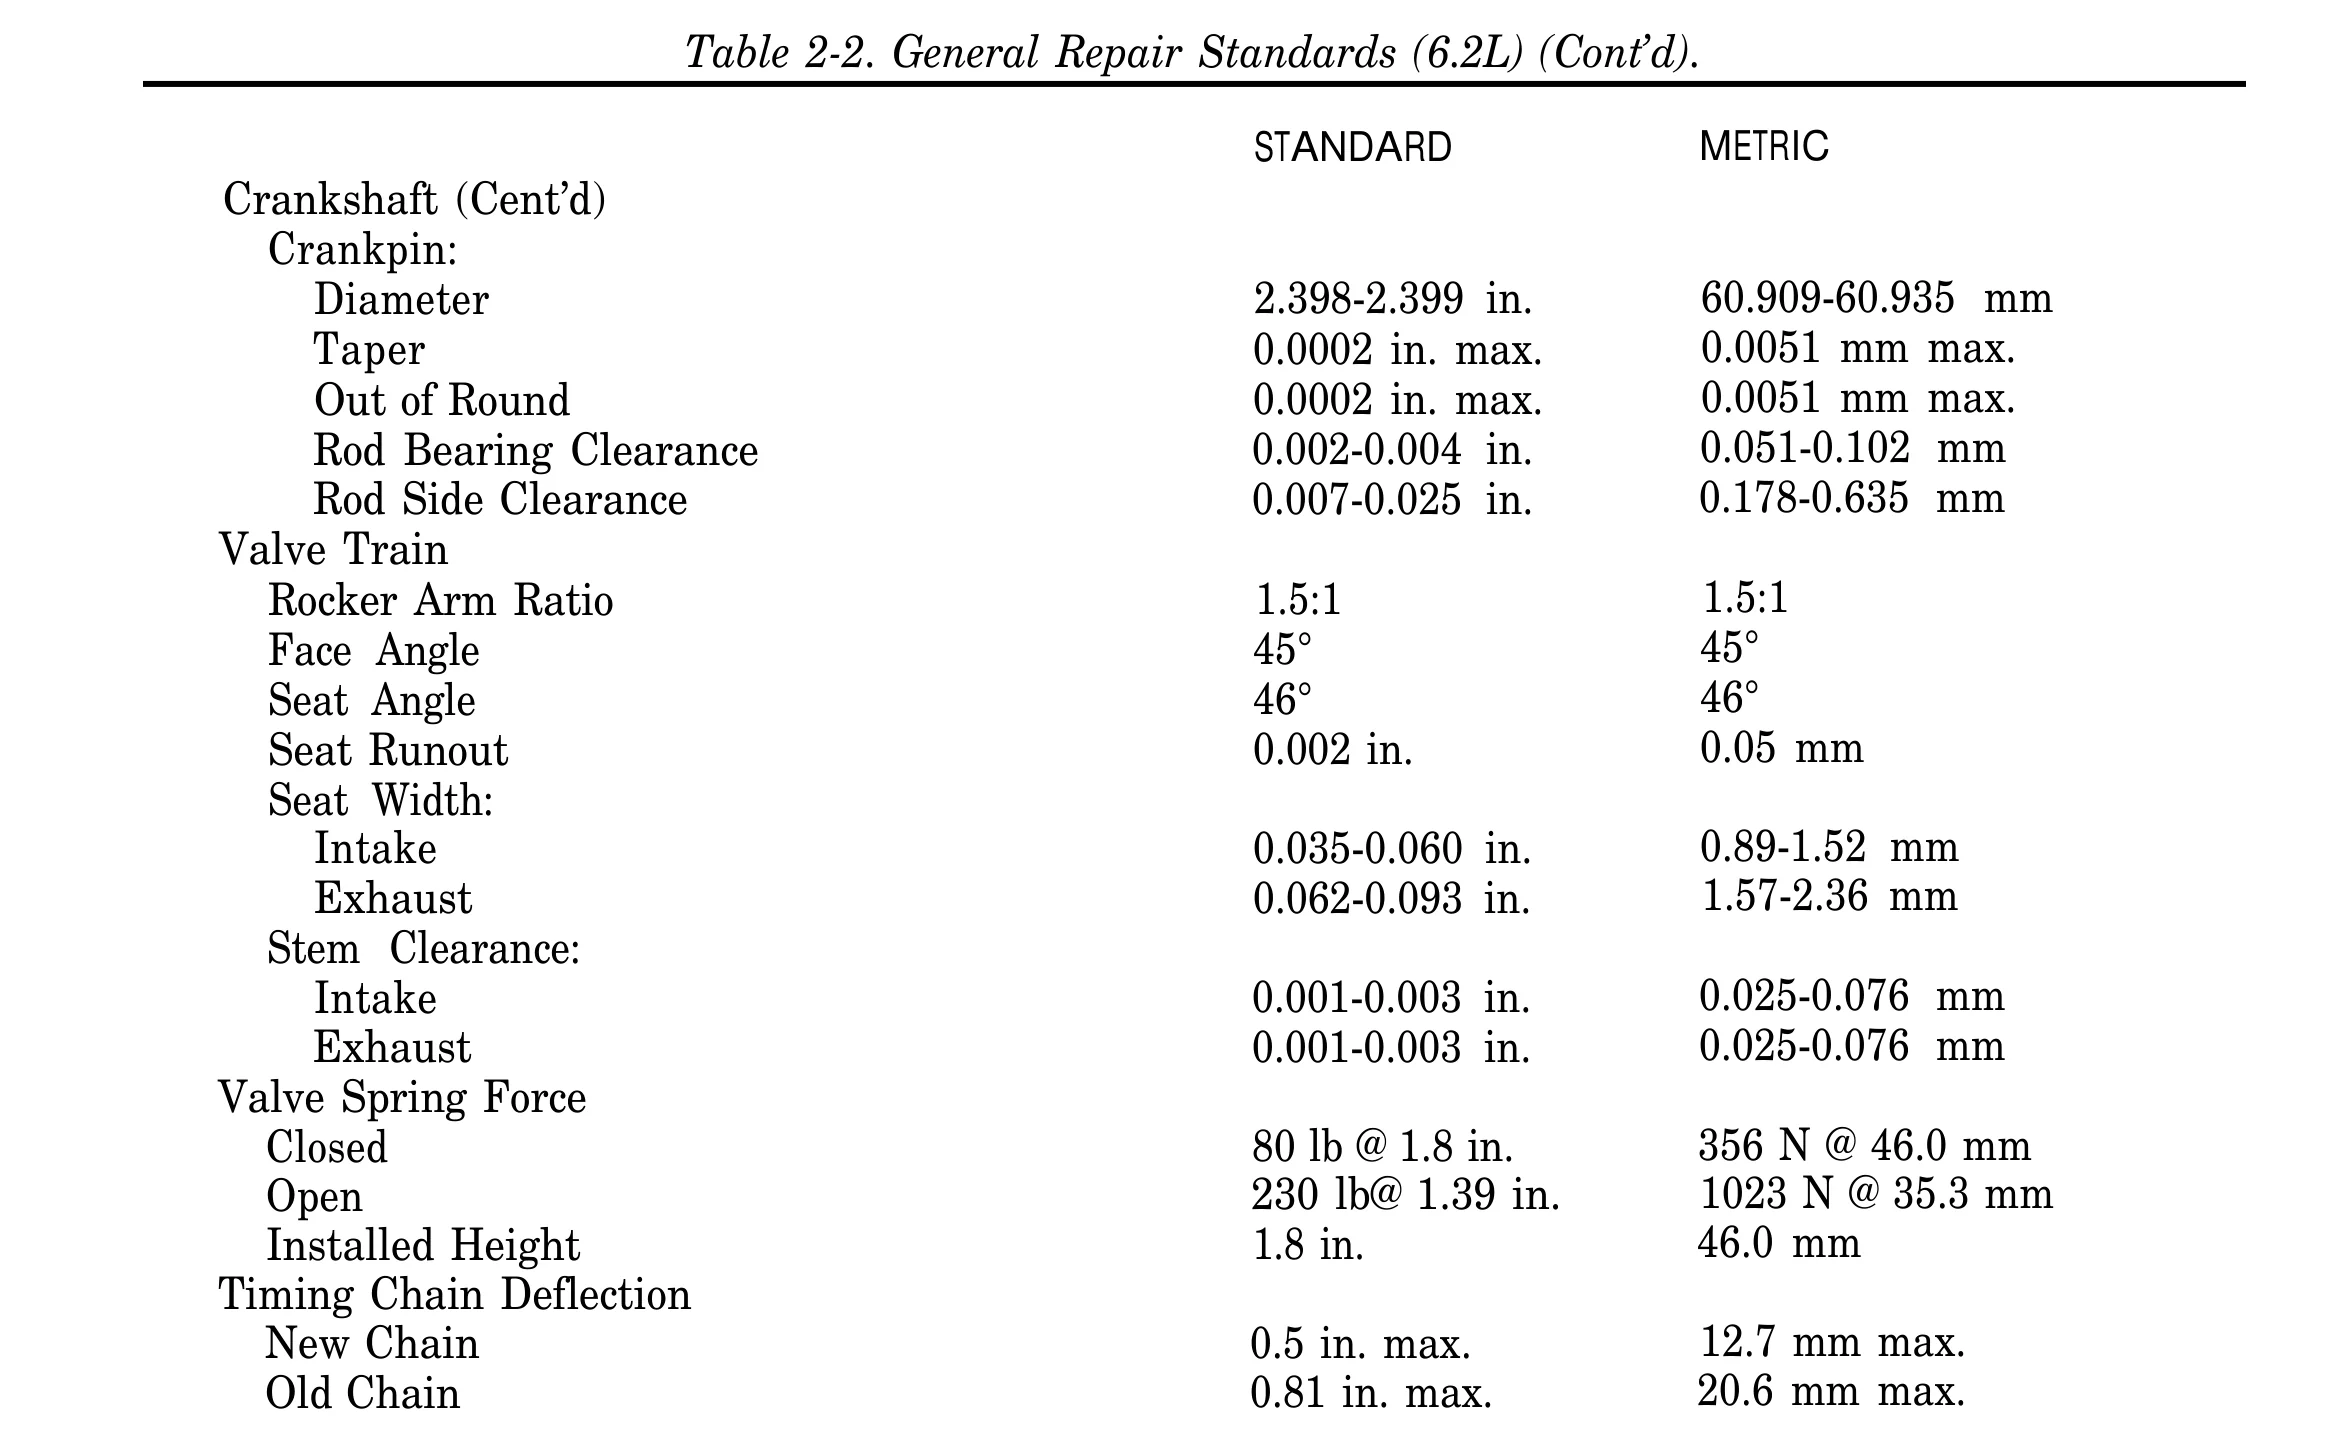 Table 2-2. General Repair Standards (6.2L) (Cont’d).
STANDARD METRIC
Crankshaft (Cent’d)
Crankpin:
Diameter 2.398-2.399 in. 60.909-60.935 mm
Taper 0.0002 in. max. 0.0051 mm max.
Out of Round 0.0002 in. max. 0.0051 mm max.
Rod Bearing Clearance 0.002-0.004 in. 0.051-0.102 mm
Rod Side Clearance 0.007-0.025 in. 0.178-0.635 mm
Valve Train
Rocker Arm Ratio 1.5:1 1.5:1
Face Angle 45° 45°
Seat Angle 46° 46°
Seat Runout 0.002 in. 0.05 mm
Seat Width:
Intake 0.035-0.060 in. 0.89-1.52 mm
Exhaust 0.062-0.093 in. 1.57-2.36 mm
Stem Clearance:
Intake 0.001-0.003 in. 0.025-0.076 mm
Exhaust 0.001-0.003 in. 0.025-0.076 mm
Valve Spring Force
Closed 80 lb @ 1.8 in. 356 N @ 46.0 mm
Open 230 lb@ 1.39 in. 1023 N @ 35.3 mm
Installed Height 1.8 in. 46.0 mm
Timing Chain Deflection
New Chain 0.5 in. max. 12.7 mm max.
Old Chain 0.81 in. max. 20.6 mm max.